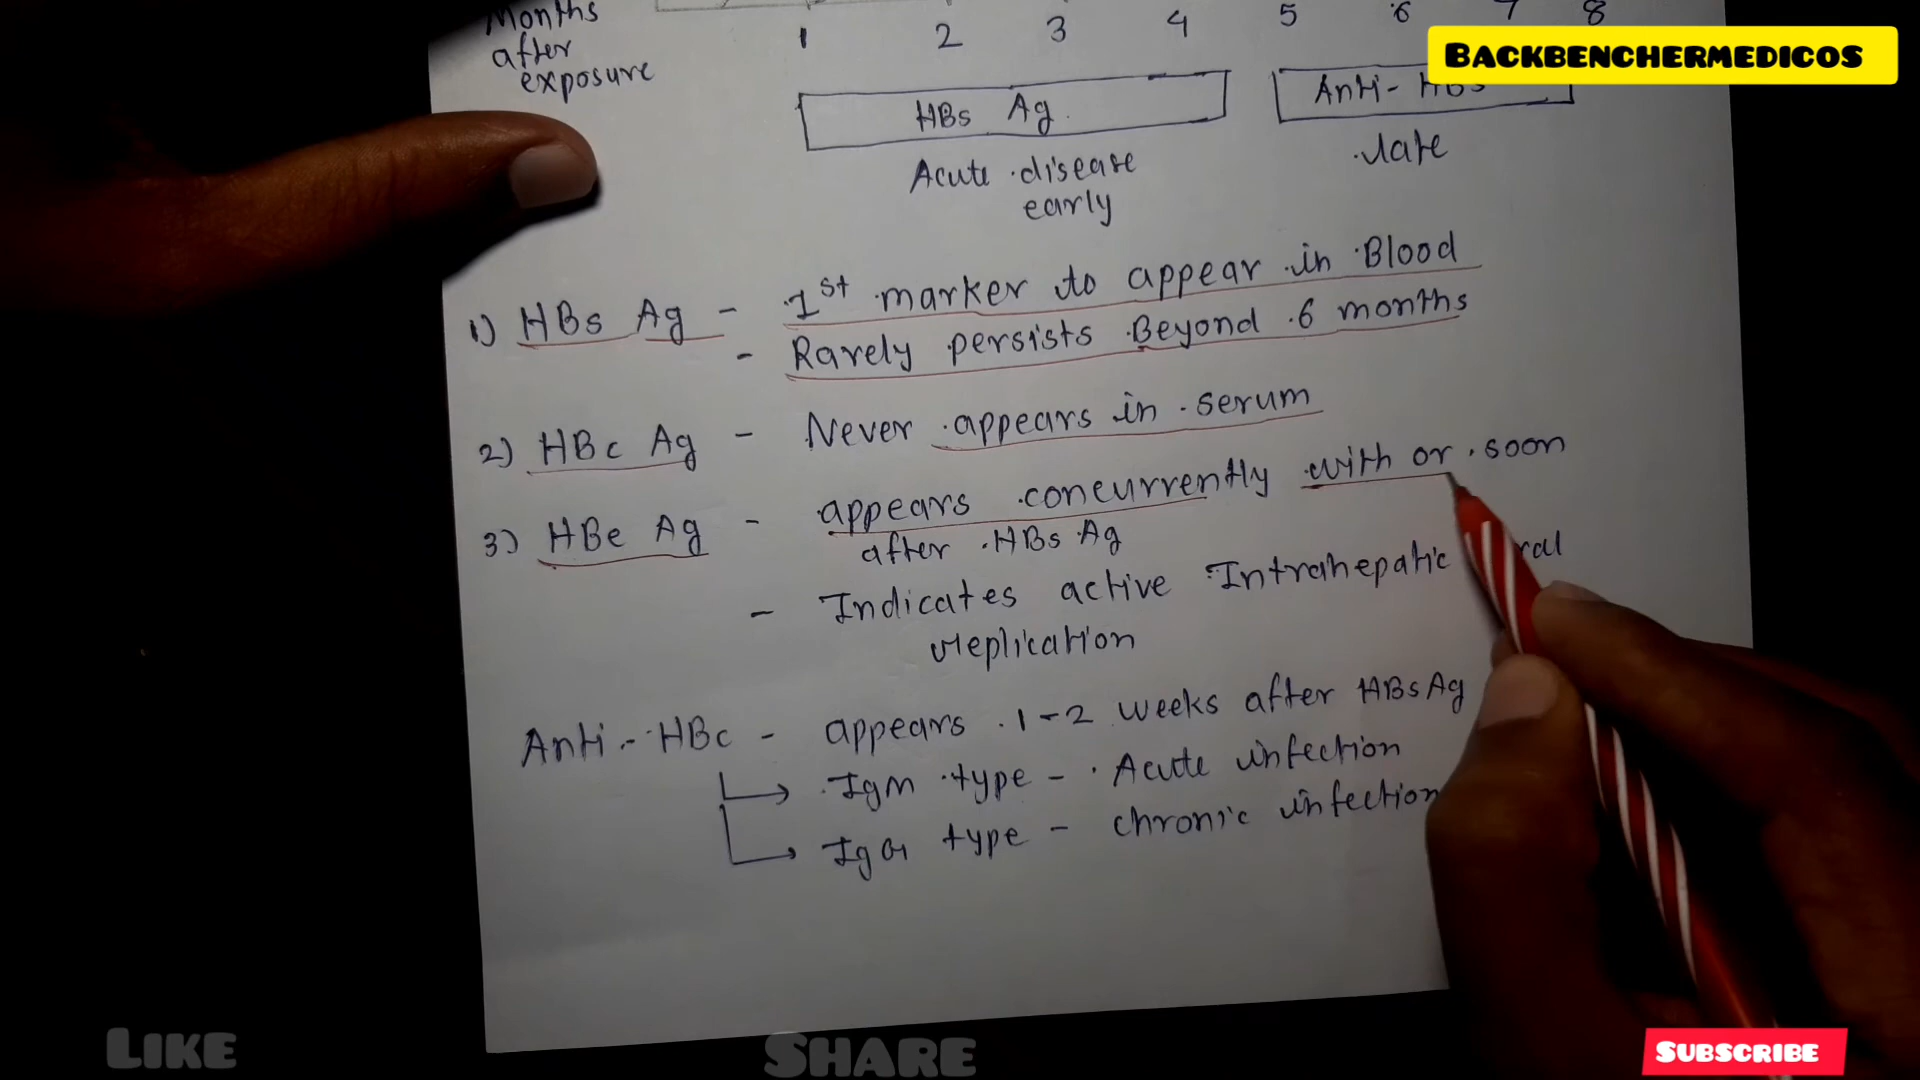 Months
after
exposure
1 2 3 4 5 6 7 8
BACKBENCHERMEDICOS
HBs Ag
Anti- HBs
Acute disease
early
late
1) HBs Ag - 1st marker to appear in Blood
- Rarely persists Beyond 6 months
2) HBc Ag - Never appears in serum
3) HBe Ag - appears concurrently with or soon
after HBs Ag
- Indicates active Intrahepatic
replication
Anti - HBc - appears 1-2 weeks after HBsAg
IgM type - Acute infection
IgG type - chronic infection
LIKE
SHARE
SUBSCRIBE